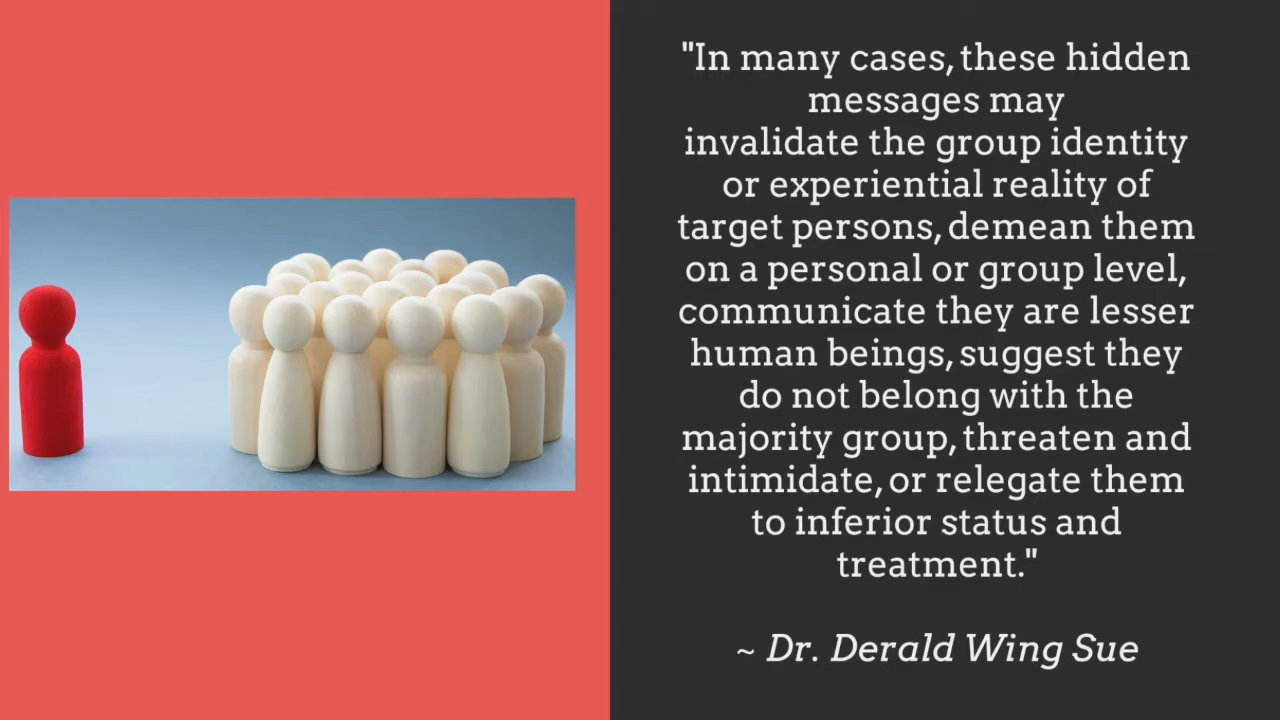 "In many cases, these hidden
messages may
invalidate the group identity
or experiential reality of
target persons, demean them
on a personal or group level,
communicate they are lesser
human beings, suggest they
do not belong with the
majority group, threaten and
intimidate, or relegate them
to inferior status and
treatment."
~ Dr. Derald Wing Sue